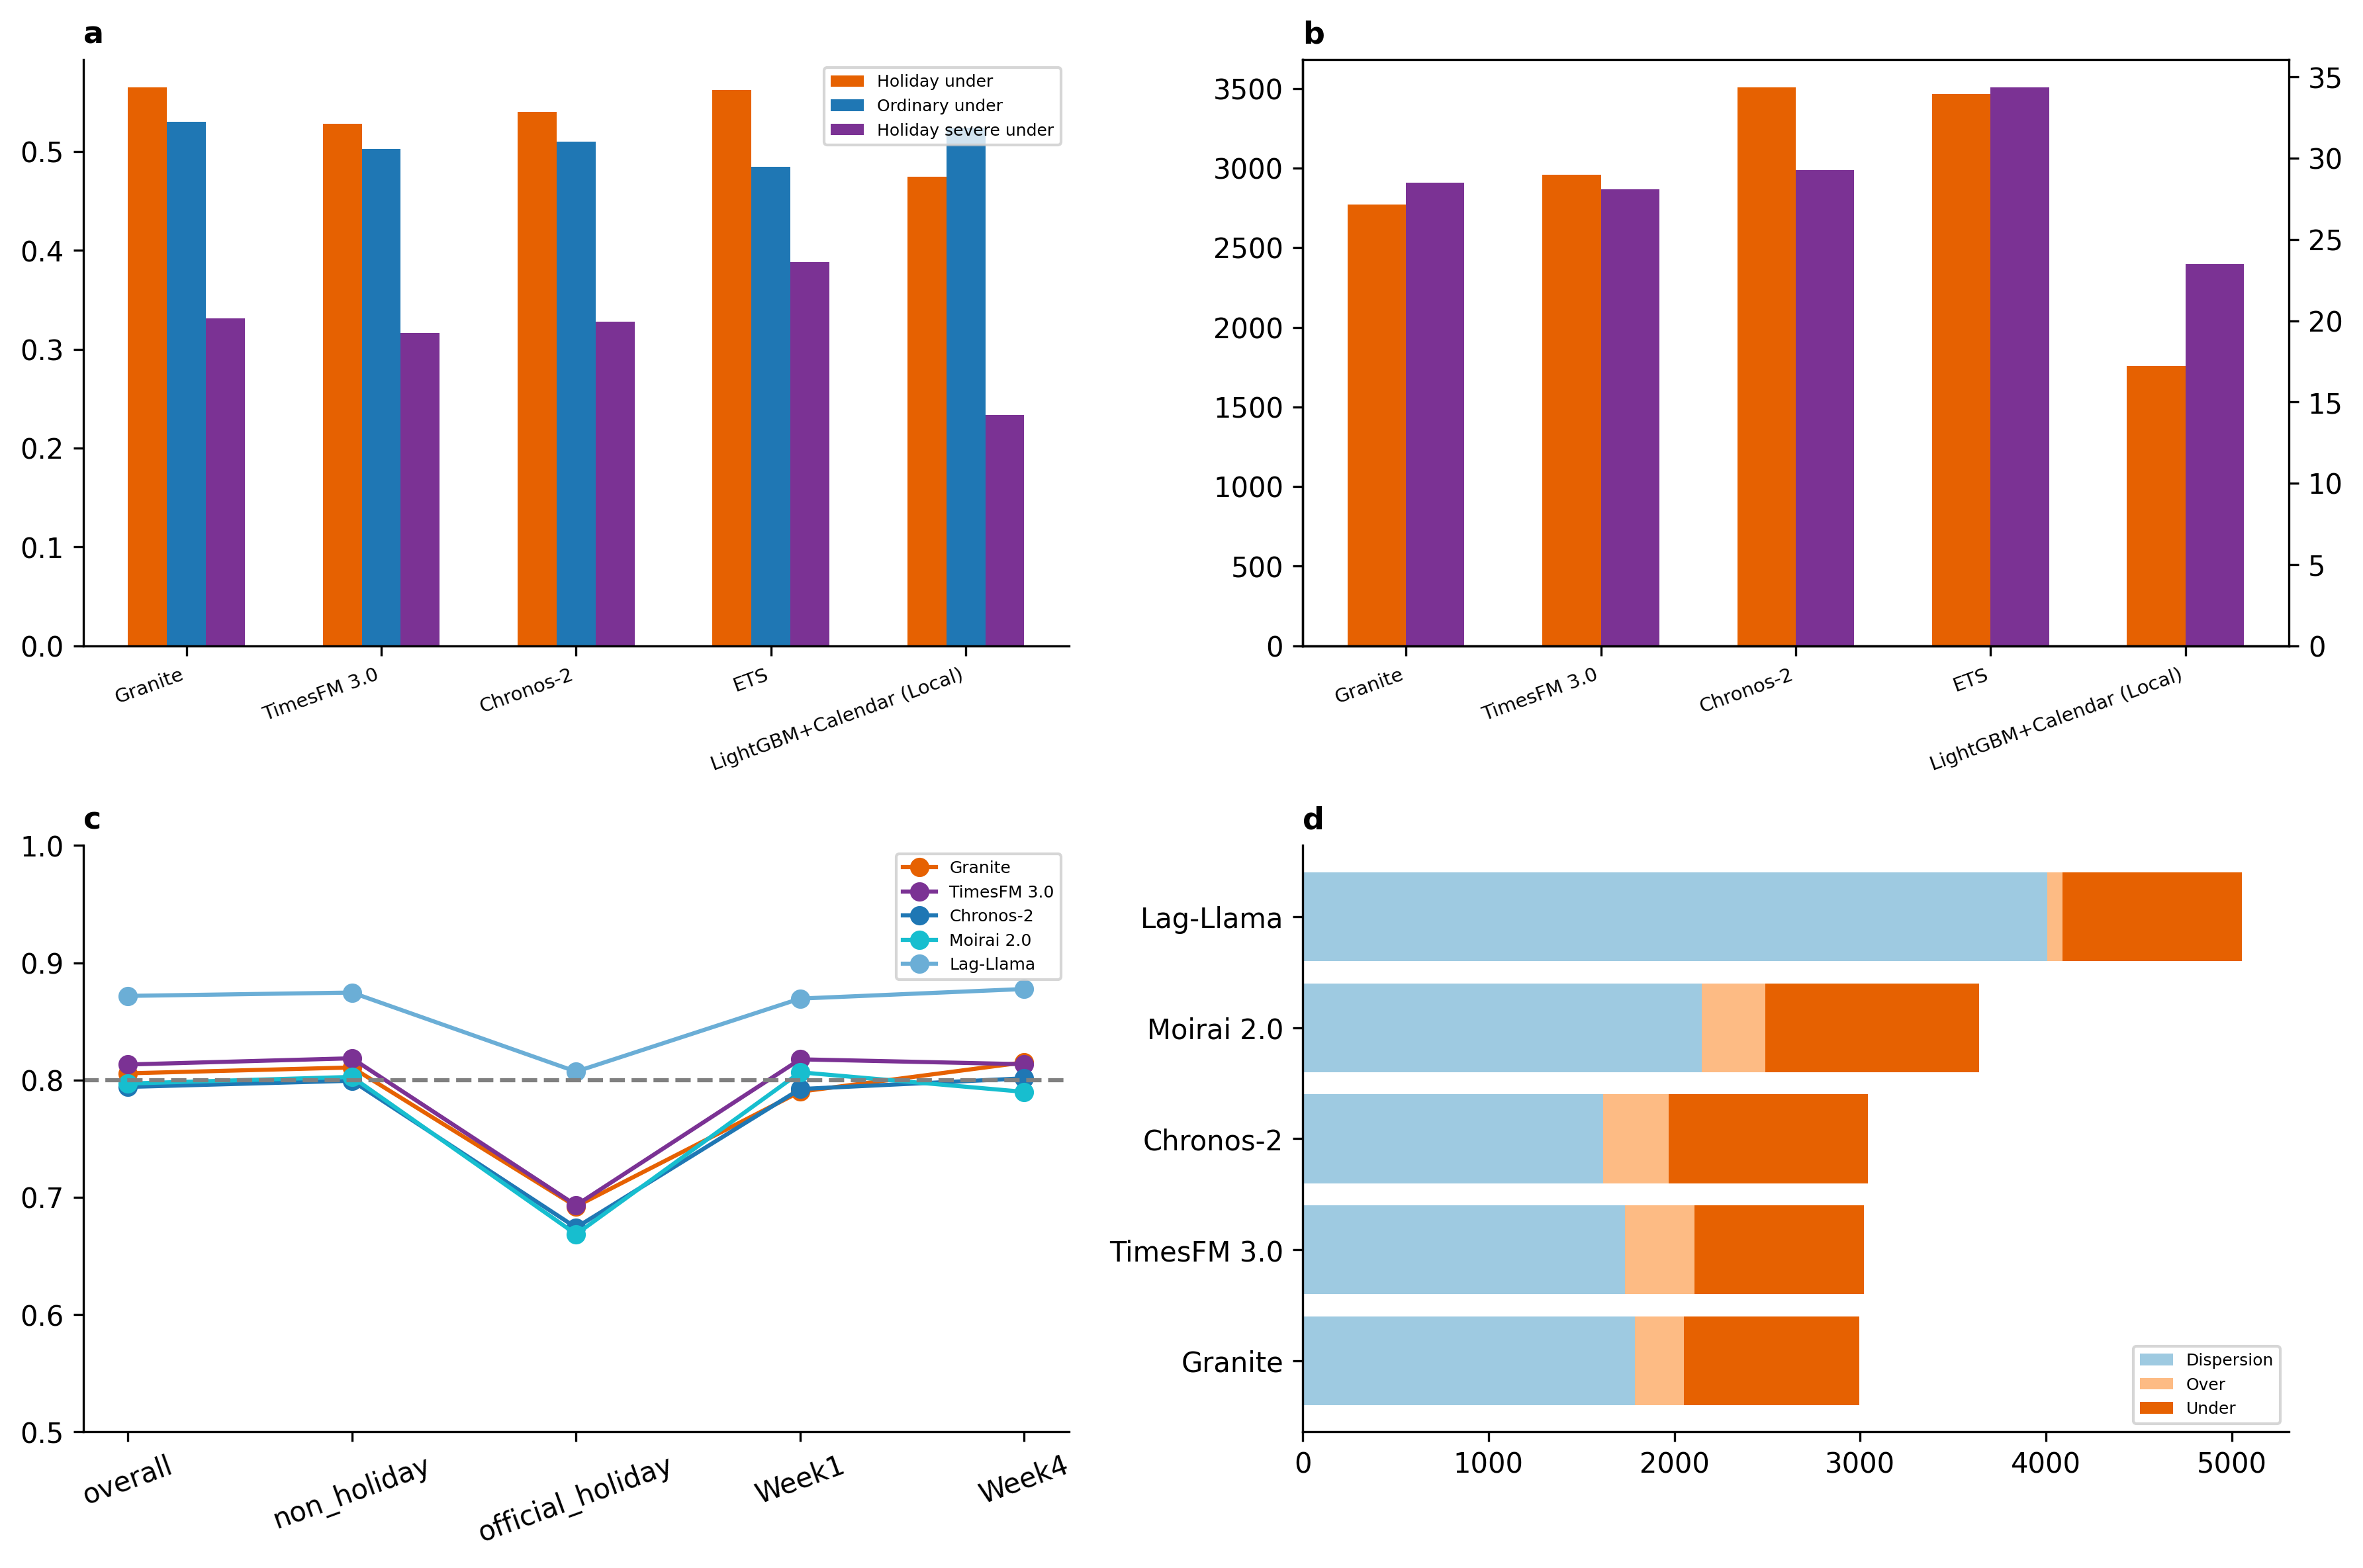 a
Holiday under
Ordinary under
Holiday severe under
0.5
0.4
0.3
0.2
0.1
0.0
Granite
TimesFM 3.0
Chronos-2
ETS
LightGBM+Calendar (Local)
b
3500
3000
2500
2000
1500
1000
500
0
35
30
25
20
15
10
5
0
Granite
TimesFM 3.0
Chronos-2
ETS
LightGBM+Calendar (Local)
c
1.0
0.9
0.8
0.7
0.6
0.5
Granite
TimesFM 3.0
Chronos-2
Moirai 2.0
Lag-Llama
overall
non_holiday
official_holiday
Week1
Week4
d
Lag-Llama
Moirai 2.0
Chronos-2
TimesFM 3.0
Granite
Dispersion
Over
Under
0 1000 2000 3000 4000 5000